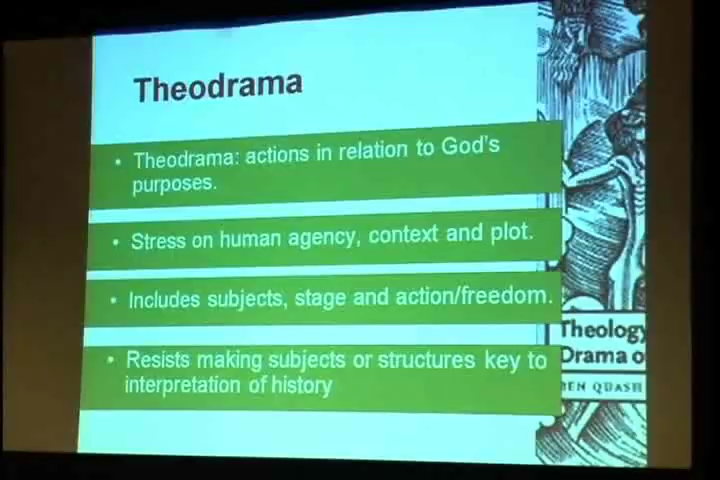 Theodrama
• Theodrama: actions in relation to God's
purposes.
• Stress on human agency, context and plot.
• Includes subjects, stage and action/freedom.
• Resists making subjects or structures key to
interpretation of history
Theology
Drama o
BEN QUASH